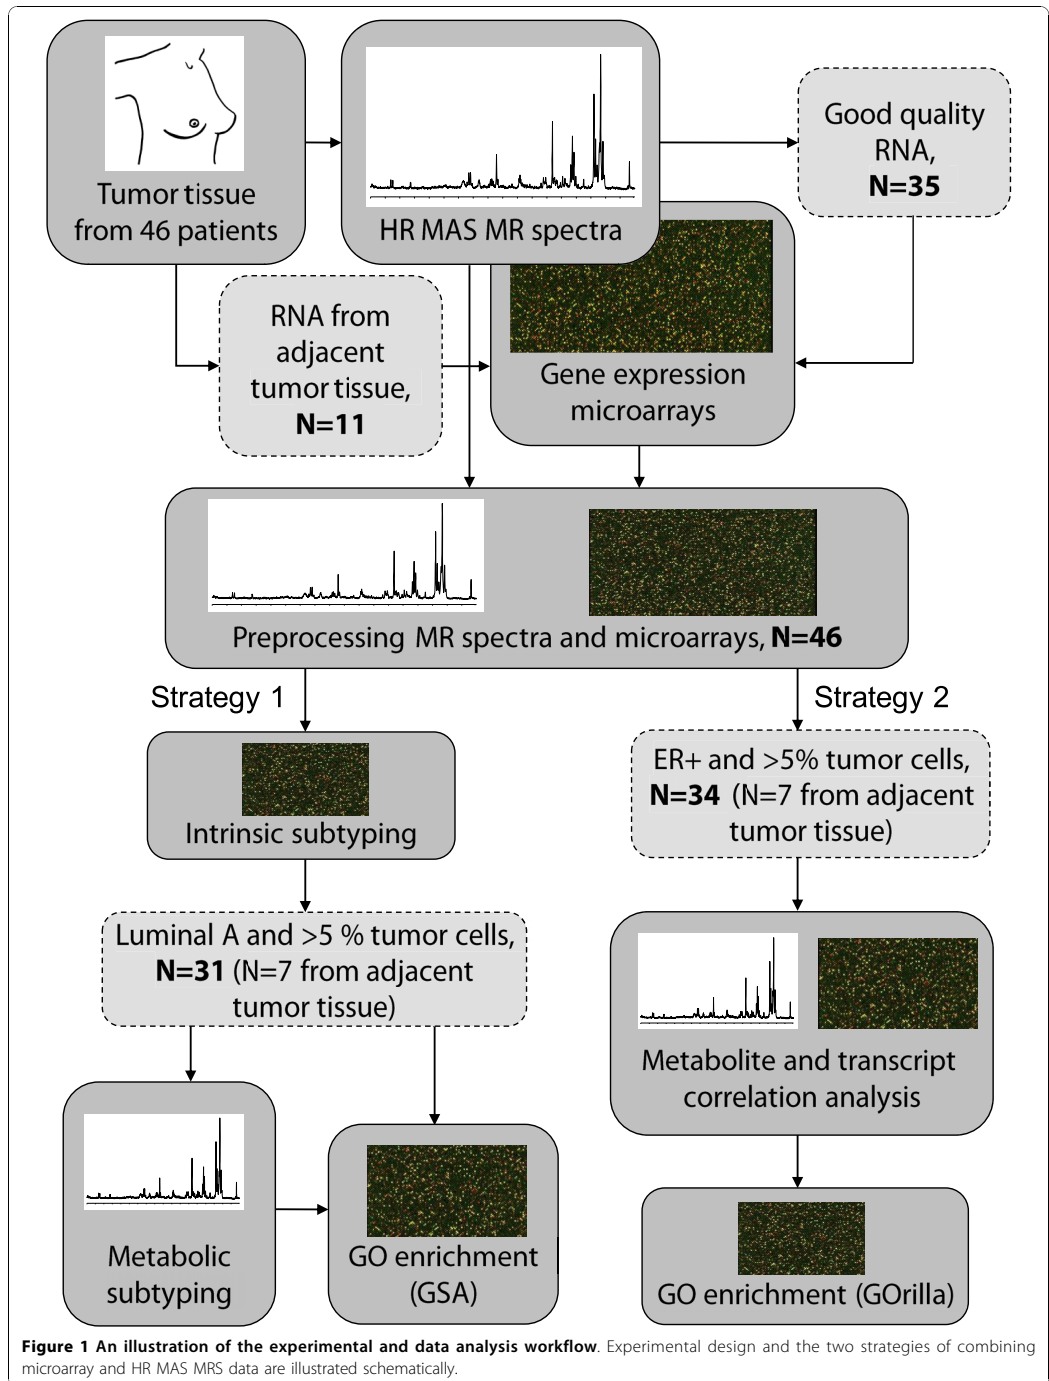 Tumor tissue
from 46 patients
HR MAS MR spectra
Good quality
RNA,
N=35
RNA from
adjacent
tumor tissue,
N=11
Gene expression
microarrays
Preprocessing MR spectra and microarrays, N=46
Strategy 1
Strategy 2
Intrinsic subtyping
ER+ and >5% tumor cells,
N=34 (N=7 from adjacent
tumor tissue)
Luminal A and >5 % tumor cells,
N=31 (N=7 from adjacent
tumor tissue)
Metabolite and transcript
correlation analysis
Metabolic
subtyping
GO enrichment
(GSA)
GO enrichment (GOrilla)
Figure 1 An illustration of the experimental and data analysis workflow. Experimental design and the two strategies of combining
microarray and HR MAS MRS data are illustrated schematically.